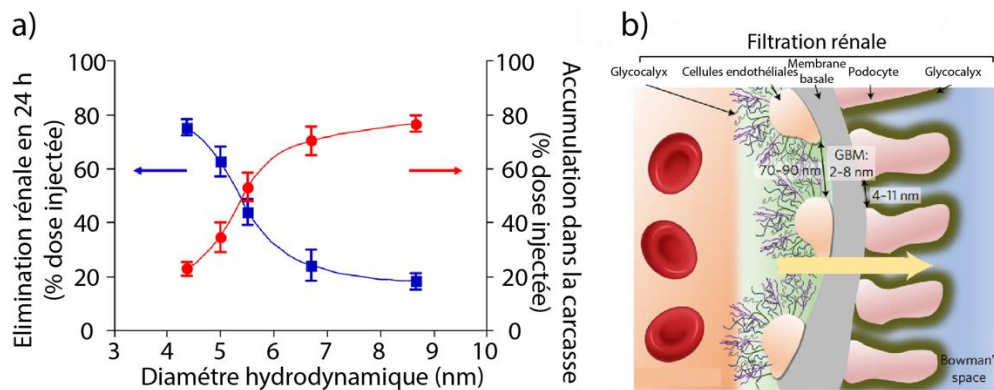 a)
Elimination rénale en 24 h
(% dose injectée)
100
80
60
40
20
0
3
4
5
6
7
8
9
10
Diamétre hydrodynamique (nm)
100
80
60
40
20
0
Accumulation dans la carcasse
(% dose injectée)
b)
Filtration rénale
Glycocalyx
Cellules endothéliales
Membrane
basale
Podocyte
Glycocalyx
70–90 nm
GBM:
2–8 nm
4–11 nm
Bowman'
space